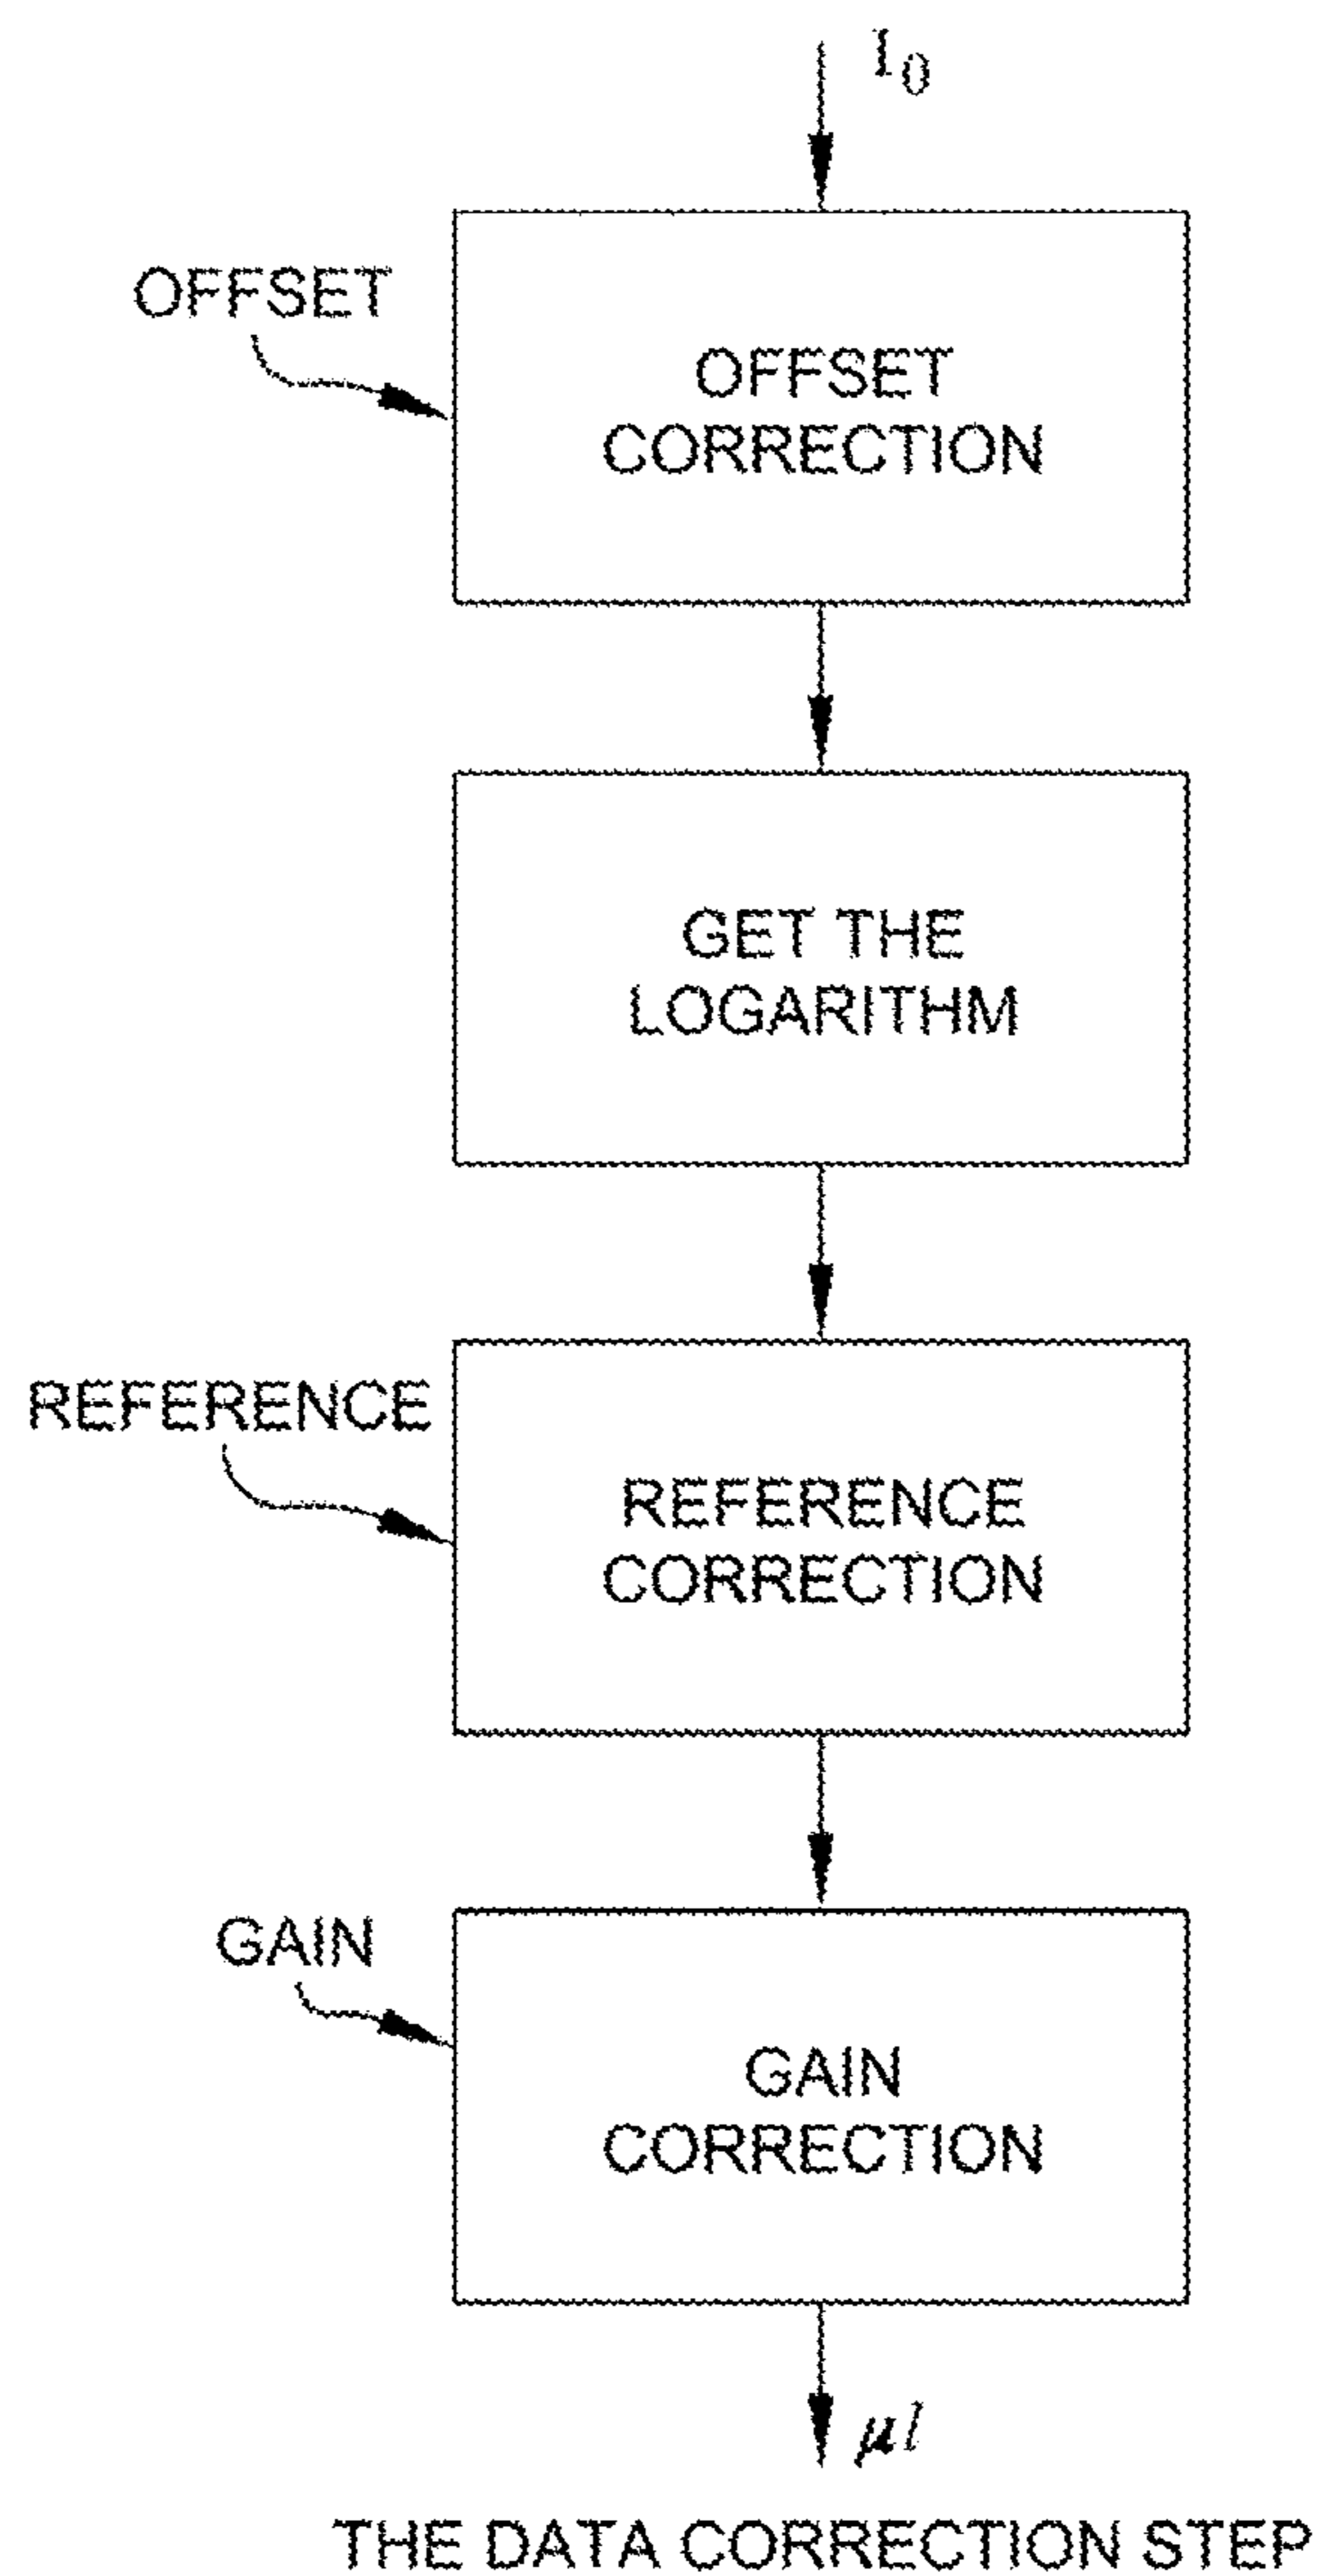 I₀
OFFSET
OFFSET
CORRECTION
GET THE
LOGARITHM
REFERENCE
REFERENCE
CORRECTION
GAIN
GAIN
CORRECTION
μl
THE DATA CORRECTION STEP